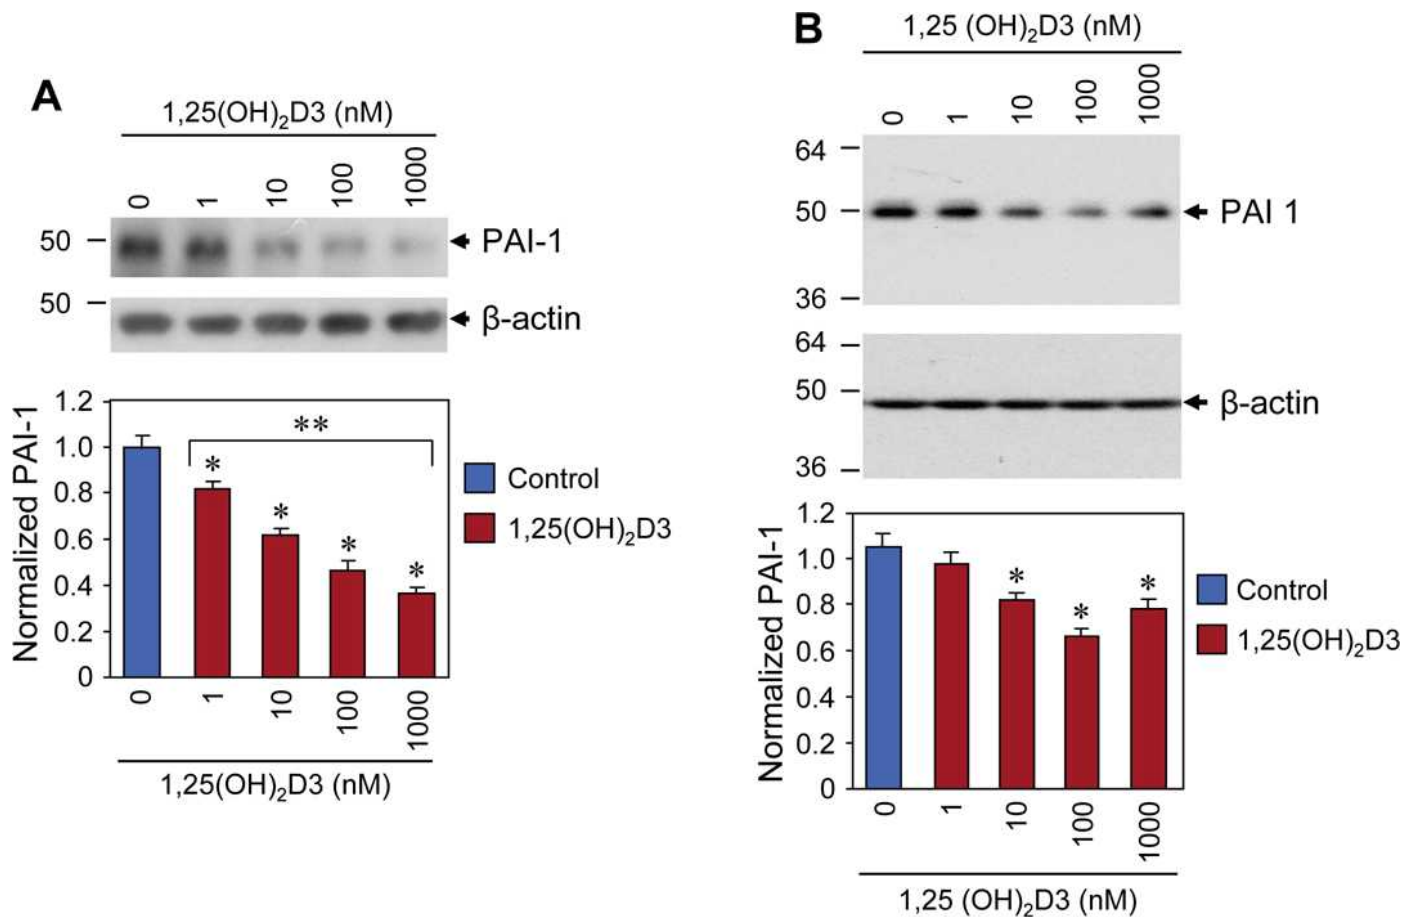 A
1,25(OH)₂D3 (nM)
0 1 10 100 1000
50
PAI-1
50
β-actin
1.2
1.0
0.8
0.6
0.4
0.2
0
Normalized PAI-1
**
*
*
*
*
Control
1,25(OH)₂D3
0 1 10 100 1000
1,25(OH)₂D3 (nM)
B
1,25 (OH)₂D3 (nM)
0 1 10 100 1000
64
50
PAI 1
36
64
50
β-actin
36
1.2
1.0
0.8
0.6
0.4
0.2
0
Normalized PAI-1
*
*
*
Control
1,25(OH)₂D3
0 1 10 100 1000
1,25 (OH)₂D3 (nM)